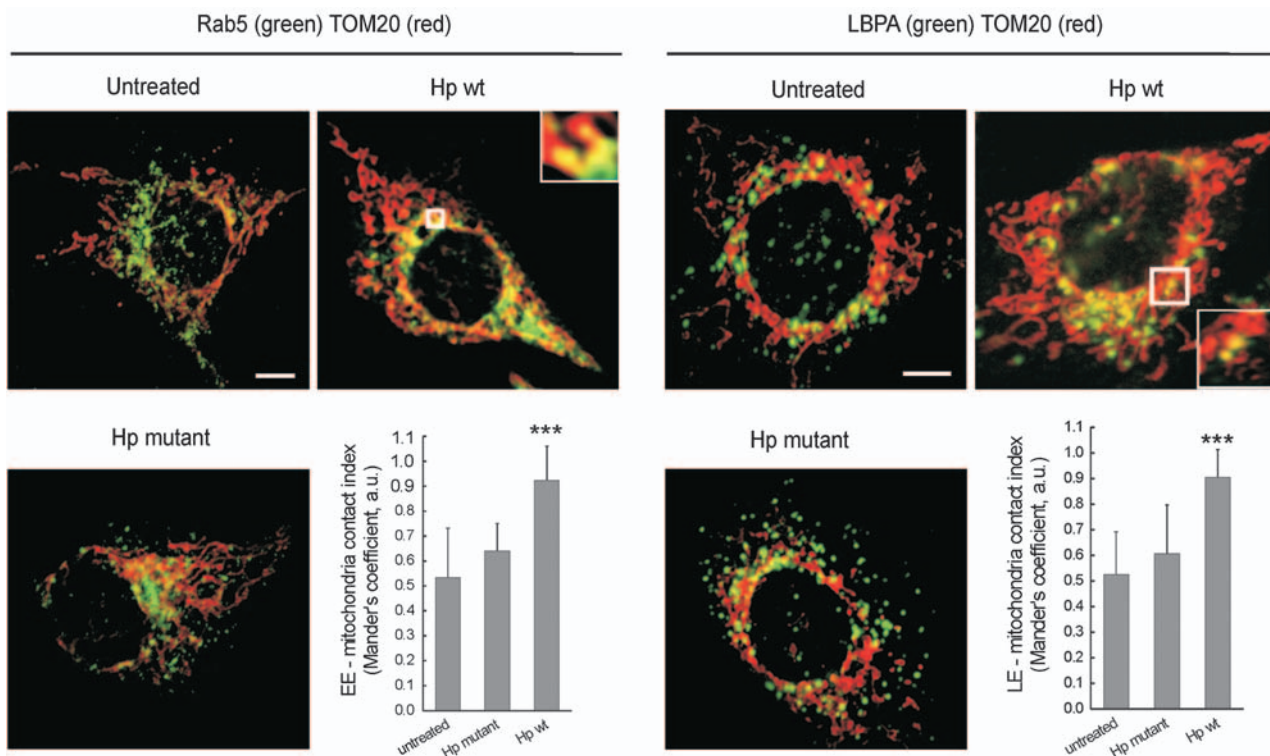 Rab5 (green) TOM20 (red)
LBPA (green) TOM20 (red)
Untreated
Hp wt
Untreated
Hp wt
Hp mutant
EE - mitochondria contact index
(Mander's coefficient, a.u.)
1.1
1.0
0.9
0.8
0.7
0.6
0.5
0.4
0.3
0.2
0.1
0.0
***
untreated
Hp mutant
Hp wt
Hp mutant
LE - mitochondria contact index
(Mander's coefficient, a.u.)
1.1
1.0
0.9
0.8
0.7
0.6
0.5
0.4
0.3
0.2
0.1
0.0
***
untreated
Hp mutant
Hp wt